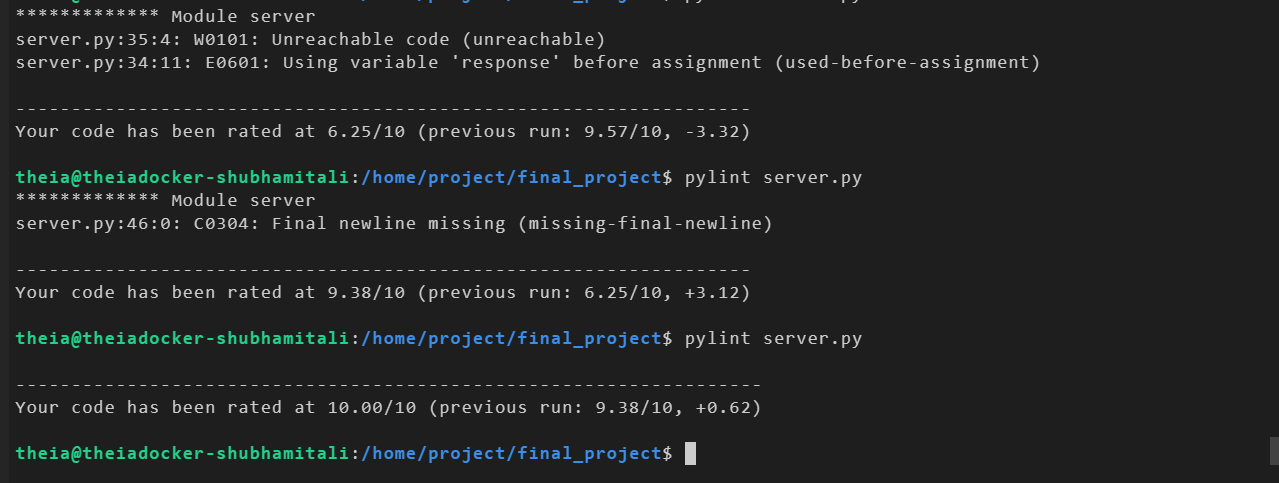 ************* Module server
server.py:35:4: W0101: Unreachable code (unreachable)
server.py:34:11: E0601: Using variable 'response' before assignment (used-before-assignment)
------------------------------------------------------------------
Your code has been rated at 6.25/10 (previous run: 9.57/10, -3.32)
theia@theiadocker-shubhamitali:/home/project/final_project$ pylint server.py
************* Module server
server.py:46:0: C0304: Final newline missing (missing-final-newline)
------------------------------------------------------------------
Your code has been rated at 9.38/10 (previous run: 6.25/10, +3.12)
theia@theiadocker-shubhamitali:/home/project/final_project$ pylint server.py
-------------------------------------------------------------------
Your code has been rated at 10.00/10 (previous run: 9.38/10, +0.62)
theia@theiadocker-shubhamitali:/home/project/final_project$